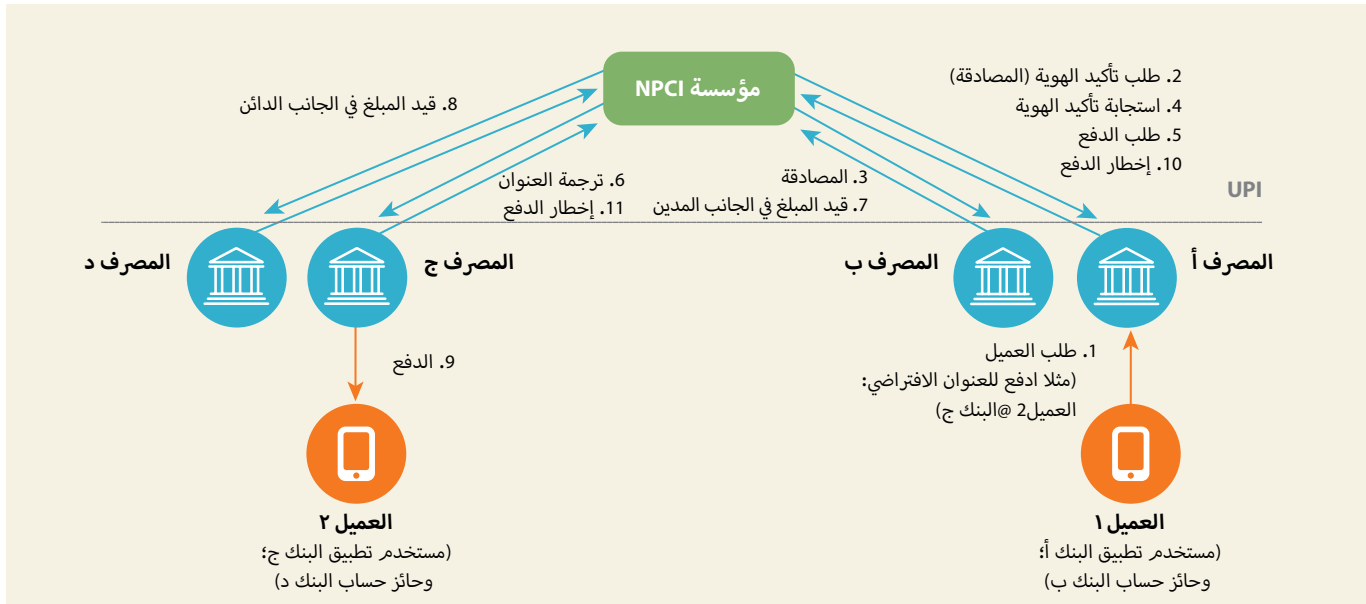 مؤسسة NPCI
2. طلب تأكيد الهوية (المصادقة)
4. استجابة تأكيد الهوية
5. طلب الدفع
10. إخطار الدفع
8. قيد المبلغ في الجانب الدائن
3. المصادقة
7. قيد المبلغ في الجانب المدين
6. ترجمة العنوان
11. إخطار الدفع
UPI
المصرف أ
المصرف ب
المصرف ج
المصرف د
1. طلب العميل
(مثلا ادفع للعنوان الافتراضي:
العميل2 @البنك ج)
9. الدفع
العميل ١
(مستخدم تطبيق البنك أ؛
وحائز حساب البنك ب)
العميل ٢
(مستخدم تطبيق البنك ج؛
وحائز حساب البنك د)